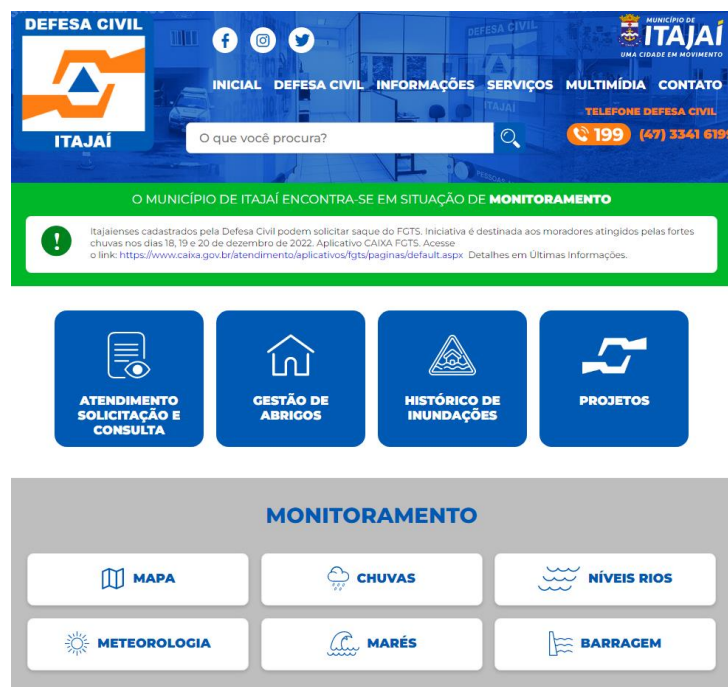 DEFESA CIVIL
ITAJAÍ
MUNICÍPIO DE
ITAJAÍ
UMA CIDADE EM MOVIMENTO
INICIAL DEFESA CIVIL INFORMAÇÕES SERVIÇOS MULTIMÍDIA CONTATO
TELEFONE DEFESA CIVIL
O que você procura?
199 (47) 3341 619
O MUNICÍPIO DE ITAJAÍ ENCONTRA-SE EM SITUAÇÃO DE MONITORAMENTO
Itajaienses cadastrados pela Defesa Civil podem solicitar saque do FGTS. Iniciativa é destinada aos moradores atingidos pelas fortes
chuvas nos dias 18, 19 e 20 de dezembro de 2022. Aplicativo CAIXA FGTS. Acesse
o link: https://www.caixa.gov.br/atendimento/aplicativos/fgts/paginas/default.aspx Detalhes em Últimas Informações.
ATENDIMENTO
SOLICITAÇÃO E
CONSULTA
GESTÃO DE
ABRIGOS
HISTÓRICO DE
INUNDAÇÕES
PROJETOS
MONITORAMENTO
MAPA
CHUVAS
NÍVEIS RIOS
METEOROLOGIA
MARÉS
BARRAGEM